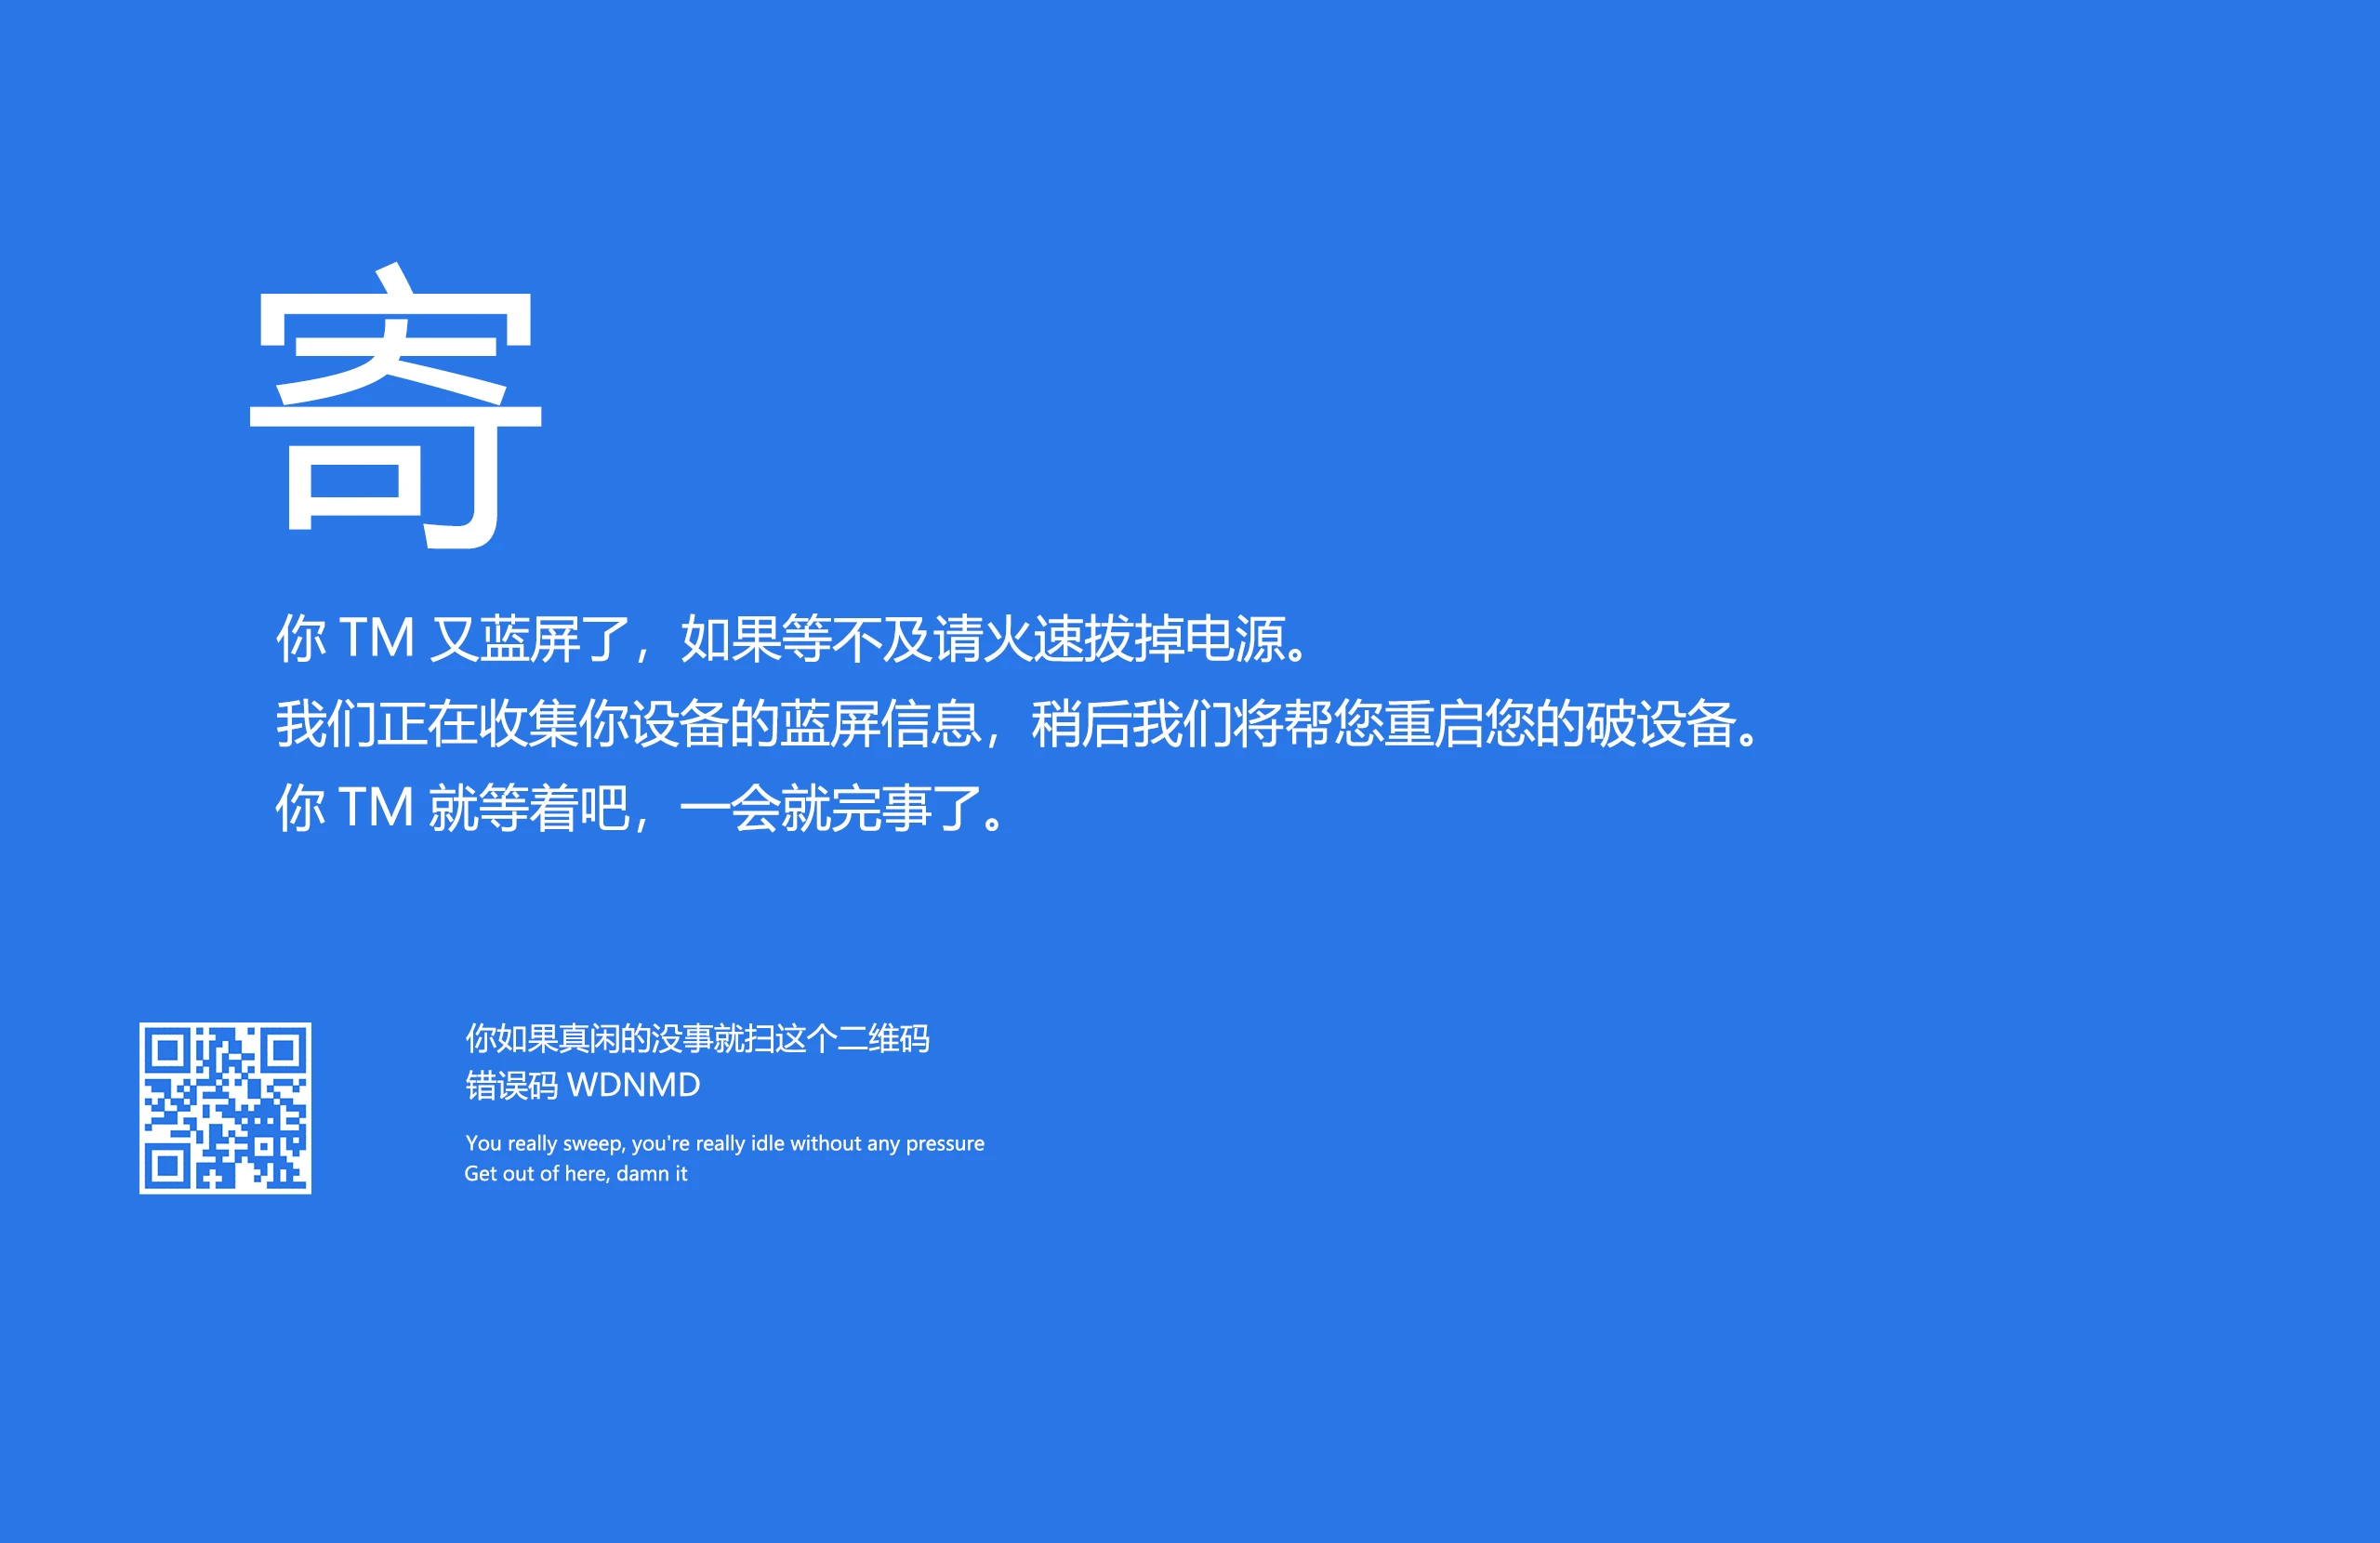 寄
你 TM 又蓝屏了，如果等不及请火速拔掉电源。
我们正在收集你设备的蓝屏信息，稍后我们将帮您重启您的破设备。
你 TM 就等着吧，一会就完事了。
你如果真闲的没事就扫这个二维码
错误码 WDNMD
You really sweep, you're really idle without any pressure
Get out of here, damn it